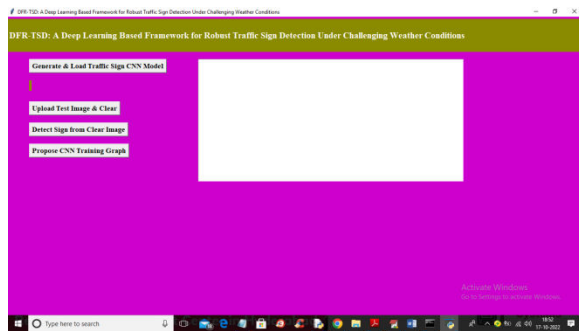 DFR-TSD: A Deep Learning Based Framework for Robust Traffic Sign Detection Under Challenging Weather Conditions
DFR-TSD: A Deep Learning Based Framework for Robust Traffic Sign Detection Under Challenging Weather Conditions
Generate & Load Traffic Sign CNN Model
Upload Test Image & Clear
Detect Sign from Clear Image
Propose CNN Training Graph
Activate Windows
Go to Settings to activate Windows.
Type here to search
18:52
17-10-2022